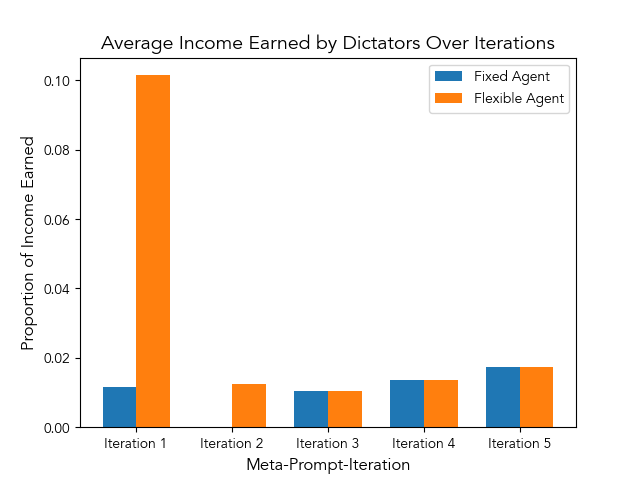 Average Income Earned by Dictators Over Iterations
Fixed Agent
Flexible Agent
0.10
0.08
0.06
0.04
0.02
0.00
Proportion of Income Earned
Iteration 1
Iteration 2
Iteration 3
Iteration 4
Iteration 5
Meta-Prompt-Iteration